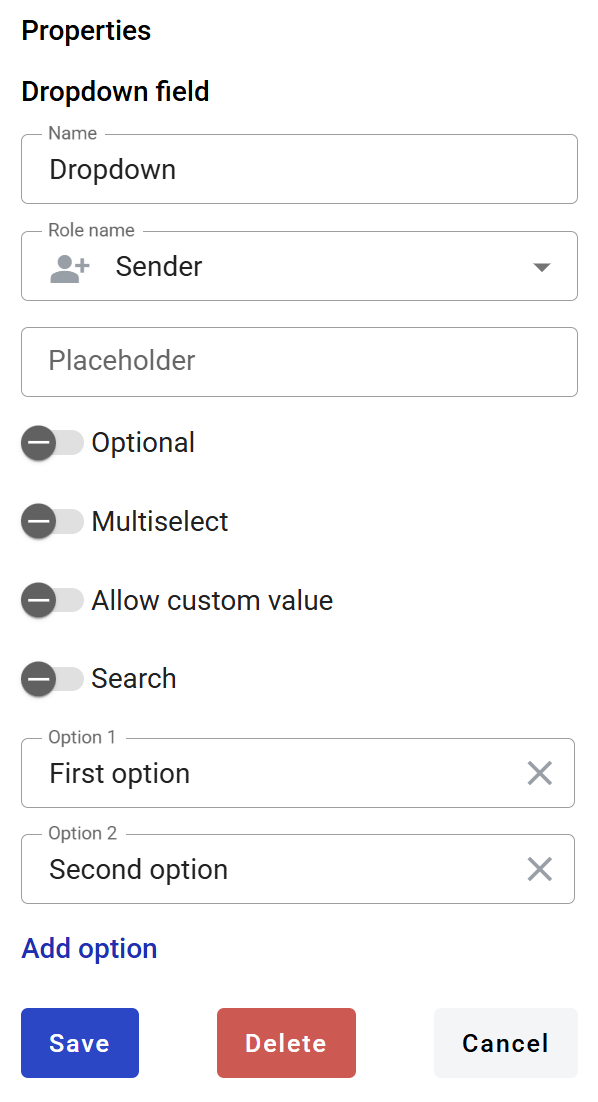 Properties
Dropdown field
Name
Dropdown
Role name
Sender
Placeholder
Optional
Multiselect
Allow custom value
Search
Option 1
First option
Option 2
Second option
Add option
Save Delete Cancel